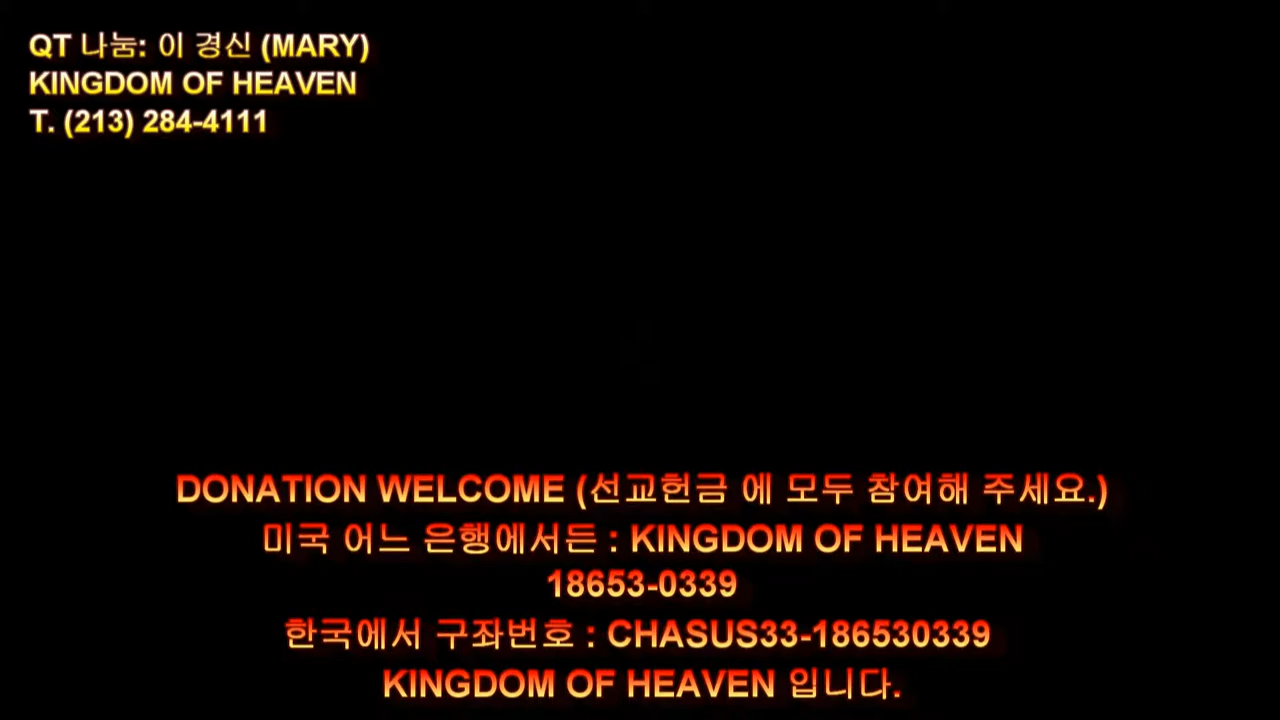 QT 나눔: 이 경신 (MARY)
KINGDOM OF HEAVEN
T. (213) 284-4111
DONATION WELCOME (선교헌금 에 모두 참여해 주세요.)
미국 어느 은행에서든 : KINGDOM OF HEAVEN
18653-0339
한국에서 구좌번호 : CHASUS33-186530339
KINGDOM OF HEAVEN 입니다.